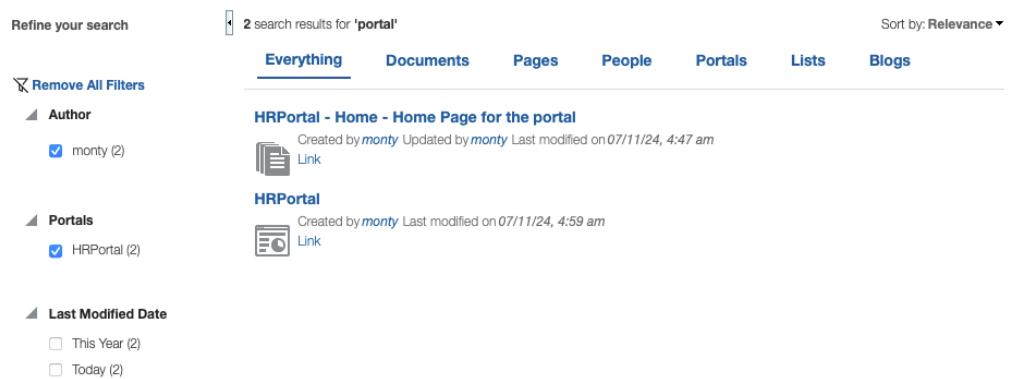 Refine your search
2 search results for 'portal'
Sort by: Relevance
Everything Documents Pages People Portals Lists Blogs
Remove All Filters
Author
monty (2)
Portals
HRPortal (2)
Last Modified Date
This Year (2)
Today (2)
HRPortal - Home - Home Page for the portal
Created by monty Updated by monty Last modified on 07/11/24, 4:47 am
Link
HRPortal
Created by monty Last modified on 07/11/24, 4:59 am
Link